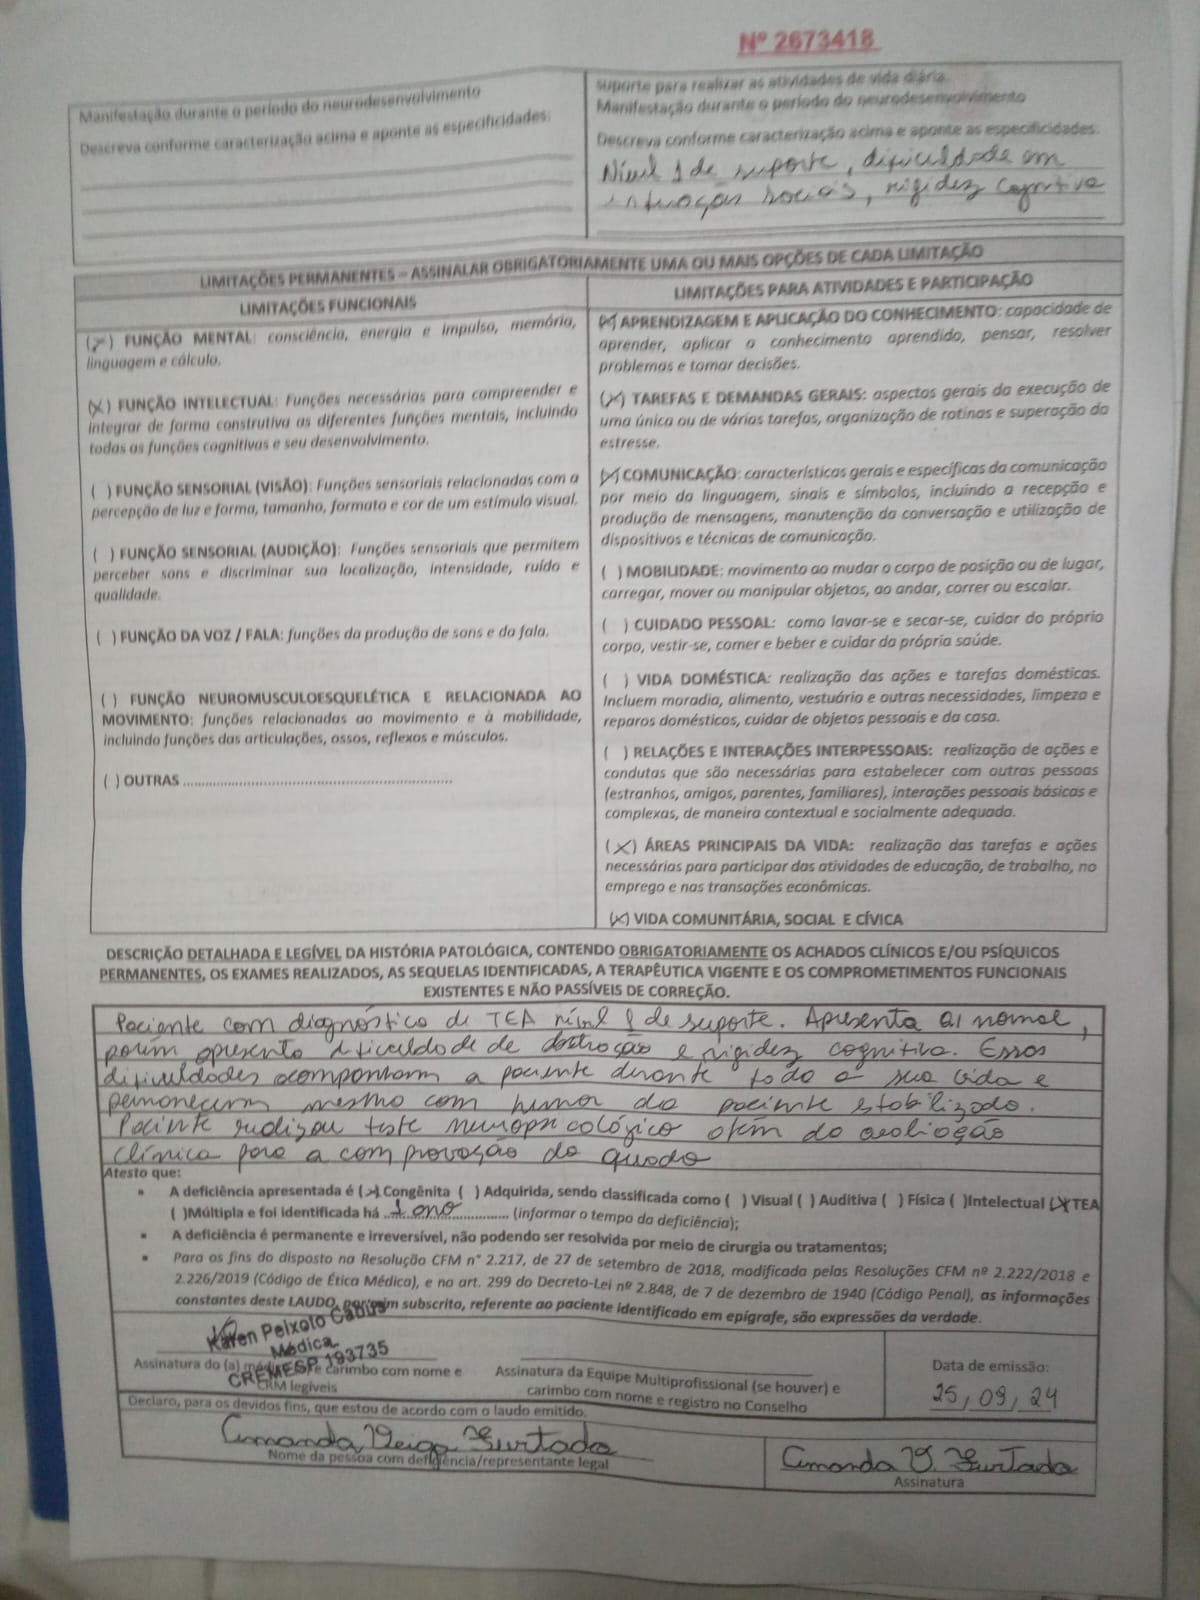 Nº 2673418
Manifestação durante o período do neurodesenvolvimento
Descreva conforme caracterização acima e aponte as especificidades:
suporte para realizar as atividades de vida diária.
Manifestação durante o período do neurodesenvolvimento
Descreva conforme caracterização acima e aponte as especificidades:
Nível 1 de suporte, dificuldade em
interações sociais, rigidez cognitiva
LIMITAÇÕES PERMANENTES – ASSINALAR OBRIGATORIAMENTE UMA OU MAIS OPÇÕES DE CADA LIMITAÇÃO
LIMITAÇÕES FUNCIONAIS
(X) FUNÇÃO MENTAL: consciência, energia e impulso, memória,
linguagem e cálculo.
(X) FUNÇÃO INTELECTUAL: Funções necessárias para compreender e
integrar de forma construtiva as diferentes funções mentais, incluindo
todas as funções cognitivas e seu desenvolvimento.
( ) FUNÇÃO SENSORIAL (VISÃO): Funções sensoriais relacionadas com a
percepção de luz e forma, tamanho, formato e cor de um estímulo visual.
( ) FUNÇÃO SENSORIAL (AUDIÇÃO): Funções sensoriais que permitem
perceber sons e discriminar sua localização, intensidade, ruído e
qualidade.
( ) FUNÇÃO DA VOZ / FALA: funções da produção de sons e da fala.
( ) FUNÇÃO NEUROMUSCULOESQUELÉTICA E RELACIONADA AO
MOVIMENTO: funções relacionadas ao movimento e à mobilidade,
incluindo funções das articulações, ossos, reflexos e músculos.
( ) OUTRAS ................................................................
LIMITAÇÕES PARA ATIVIDADES E PARTICIPAÇÃO
(X) APRENDIZAGEM E APLICAÇÃO DO CONHECIMENTO: capacidade de
aprender, aplicar o conhecimento aprendido, pensar, resolver
problemas e tomar decisões.
(X) TAREFAS E DEMANDAS GERAIS: aspectos gerais da execução de
uma única ou de várias tarefas, organização de rotinas e superação do
estresse.
(X) COMUNICAÇÃO: características gerais e específicas da comunicação
por meio da linguagem, sinais e símbolos, incluindo a recepção e
produção de mensagens, manutenção da conversação e utilização de
dispositivos e técnicas de comunicação.
( ) MOBILIDADE: movimento ao mudar o corpo de posição ou de lugar,
carregar, mover ou manipular objetos, ao andar, correr ou escalar.
( ) CUIDADO PESSOAL: como lavar-se e secar-se, cuidar do próprio
corpo, vestir-se, comer e beber e cuidar da própria saúde.
( ) VIDA DOMÉSTICA: realização das ações e tarefas domésticas.
Incluem moradia, alimento, vestuário e outras necessidades, limpeza e
reparos domésticos, cuidar de objetos pessoais e da casa.
( ) RELAÇÕES E INTERAÇÕES INTERPESSOAIS: realização de ações e
condutas que são necessárias para estabelecer com outras pessoas
(estranhos, amigos, parentes, familiares), interações pessoais básicas e
complexas, de maneira contextual e socialmente adequada.
(X) ÁREAS PRINCIPAIS DA VIDA: realização das tarefas e ações
necessárias para participar das atividades de educação, de trabalho, no
emprego e nas transações econômicas.
(X) VIDA COMUNITÁRIA, SOCIAL E CÍVICA
DESCRIÇÃO DETALHADA E LEGÍVEL DA HISTÓRIA PATOLÓGICA, CONTENDO OBRIGATORIAMENTE OS ACHADOS CLÍNICOS E/OU PSÍQUICOS
PERMANENTES, OS EXAMES REALIZADOS, AS SEQUELAS IDENTIFICADAS, A TERAPÊUTICA VIGENTE E OS COMPROMETIMENTOS FUNCIONAIS
EXISTENTES E NÃO PASSÍVEIS DE CORREÇÃO.
Paciente com diagnóstico de TEA nível 1 de suporte. Apresenta QI normal,
porém apresenta dificuldade de abstração e rigidez cognitiva. Essas
dificuldades acompanham a paciente durante toda a sua vida e
permanecem mesmo com humor da paciente estabilizado.
Paciente realizou teste neuropsicológico além da avaliação
clínica para a comprovação do quadro
Atesto que:
• A deficiência apresentada é (X) Congênita ( ) Adquirida, sendo classificada como ( ) Visual ( ) Auditiva ( ) Física ( )Intelectual (X)TEA
( )Múltipla e foi identificada há ..1 ano.......... (informar o tempo da deficiência);
• A deficiência é permanente e irreversível, não podendo ser resolvida por meio de cirurgia ou tratamentos;
• Para os fins do disposto na Resolução CFM n° 2.217, de 27 de setembro de 2018, modificada pelas Resoluções CFM nº 2.222/2018 e
2.226/2019 (Código de Ética Médica), e no art. 299 do Decreto-Lei nº 2.848, de 7 de dezembro de 1940 (Código Penal), as informações
constantes deste LAUDO, por mim subscrito, referente ao paciente identificado em epígrafe, são expressões da verdade.
Karen Peixoto Cabús
Médica
CREMESP 193735
Assinatura do (a) médico (a) e carimbo com nome e
CRM legíveis
Assinatura da Equipe Multiprofissional (se houver) e
carimbo com nome e registro no Conselho
Data de emissão:
25/09/24
Declaro, para os devidos fins, que estou de acordo com o laudo emitido.
Amanda Veiga Furtado
Nome da pessoa com deficiência/representante legal
Amanda V. Furtado
Assinatura